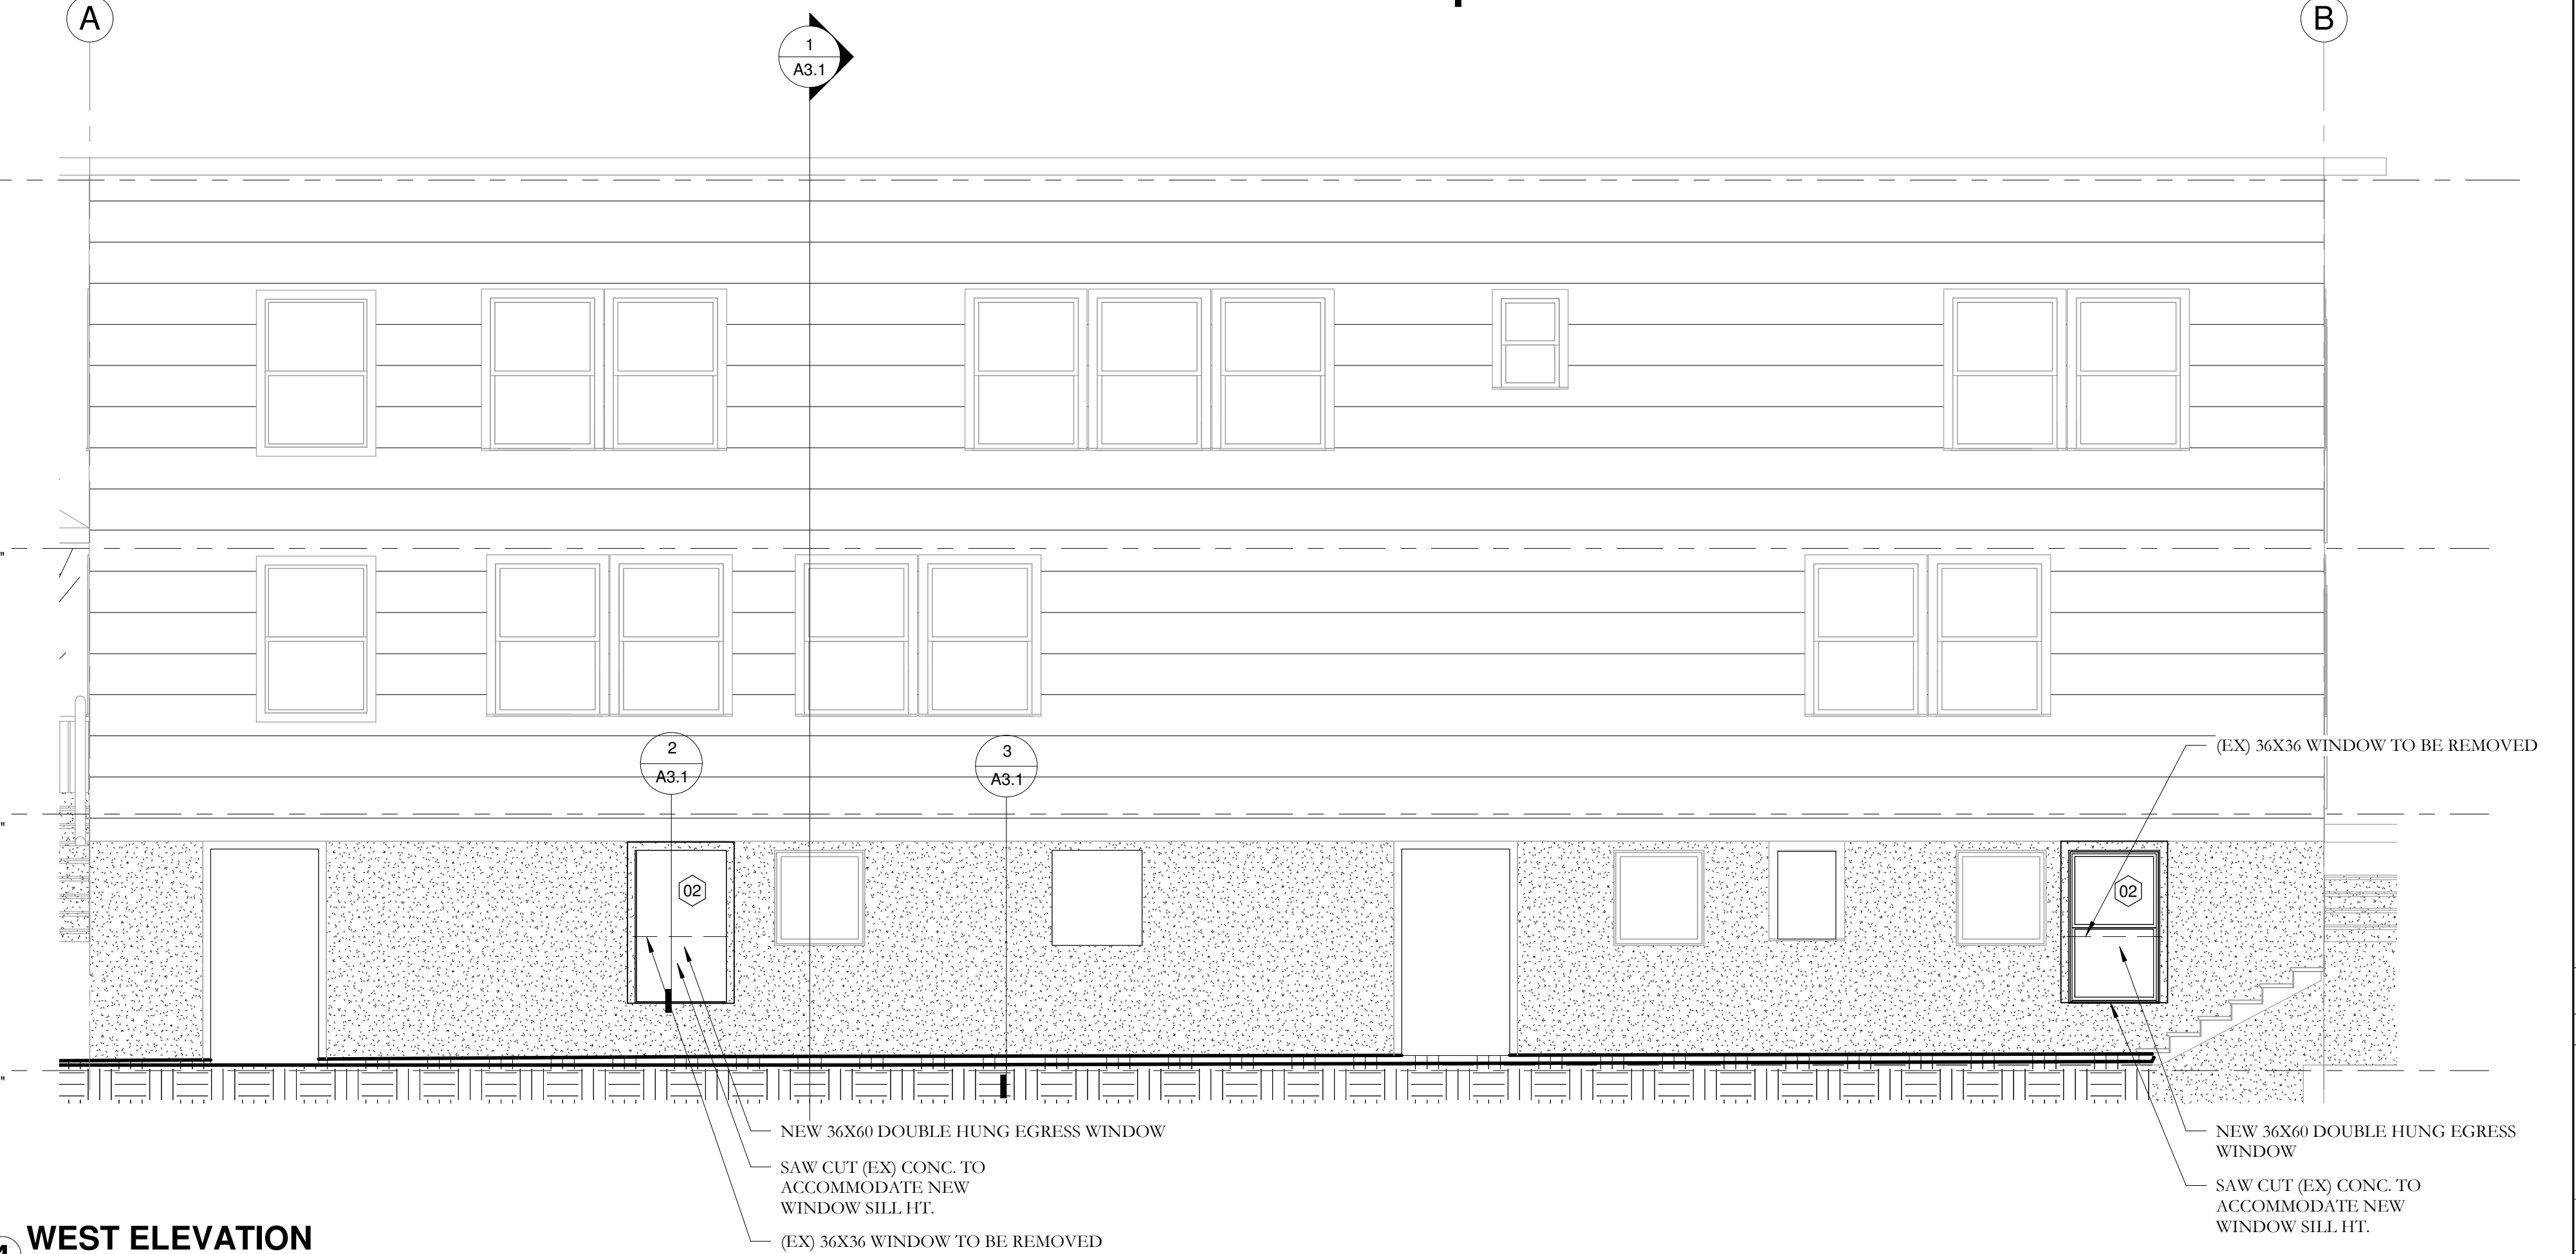 A
B
1
A3.1
"
2
A3.1
3
A3.1
(EX) 36X36 WINDOW TO BE REMOVED
"
02
02
"
NEW 36X60 DOUBLE HUNG EGRESS WINDOW
SAW CUT (EX) CONC. TO
ACCOMMODATE NEW
WINDOW SILL HT.
(EX) 36X36 WINDOW TO BE REMOVED
NEW 36X60 DOUBLE HUNG EGRESS
WINDOW
SAW CUT (EX) CONC. TO
ACCOMMODATE NEW
WINDOW SILL HT.
WEST ELEVATION